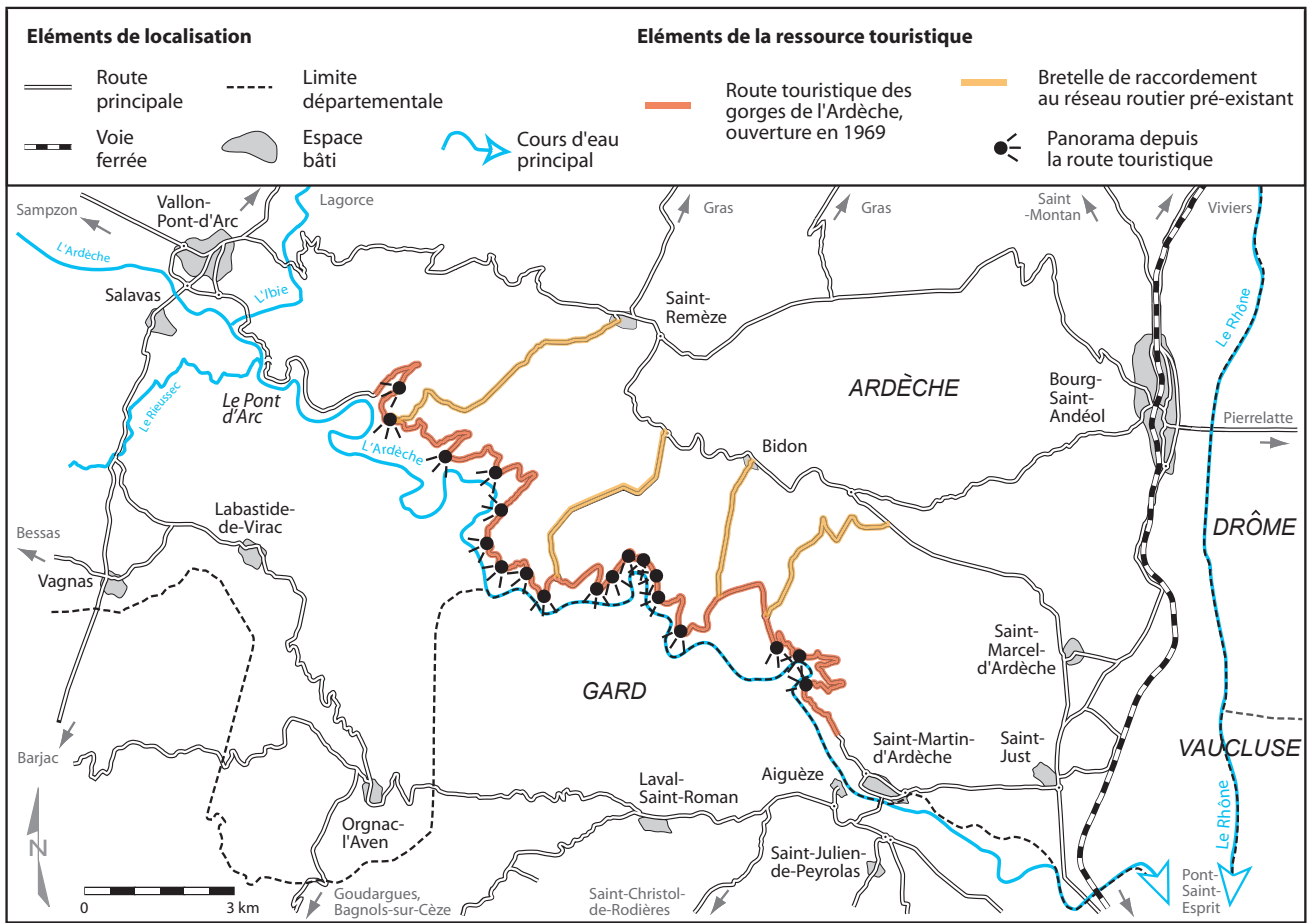 Eléments de localisation
Eléments de la ressource touristique
Route
principale
Limite
départementale
Voie
ferrée
Espace
bâti
Cours d'eau
principal
Route touristique des
gorges de l'Ardèche,
ouverture en 1969
Bretelle de raccordement
au réseau routier pré-existant
Panorama depuis
la route touristique
Sampzon
Vallon-
Pont-d'Arc
Lagorce
Gras
Gras
Saint
-Montan
Viviers
L'Ardèche
L'Ibie
Salavas
Saint-
Remèze
Le Rhône
Le Rieussec
Le Pont
d'Arc
ARDÈCHE
Bourg-
Saint-
Andéol
Pierrelatte
L'Ardèche
Bidon
Labastide-
de-Virac
Bessas
Vagnas
DRÔME
GARD
Saint-
Marcel-
d'Ardèche
Barjac
Saint-Martin-
d'Ardèche
Saint-
Just
VAUCLUSE
Aiguèze
Laval-
Saint-Roman
Orgnac-
l'Aven
Le Rhône
Saint-Julien-
de-Peyrolas
N
0
3 km
Goudargues,
Bagnols-sur-Cèze
Saint-Christol-
de-Rodières
Pont-
Saint-
Esprit